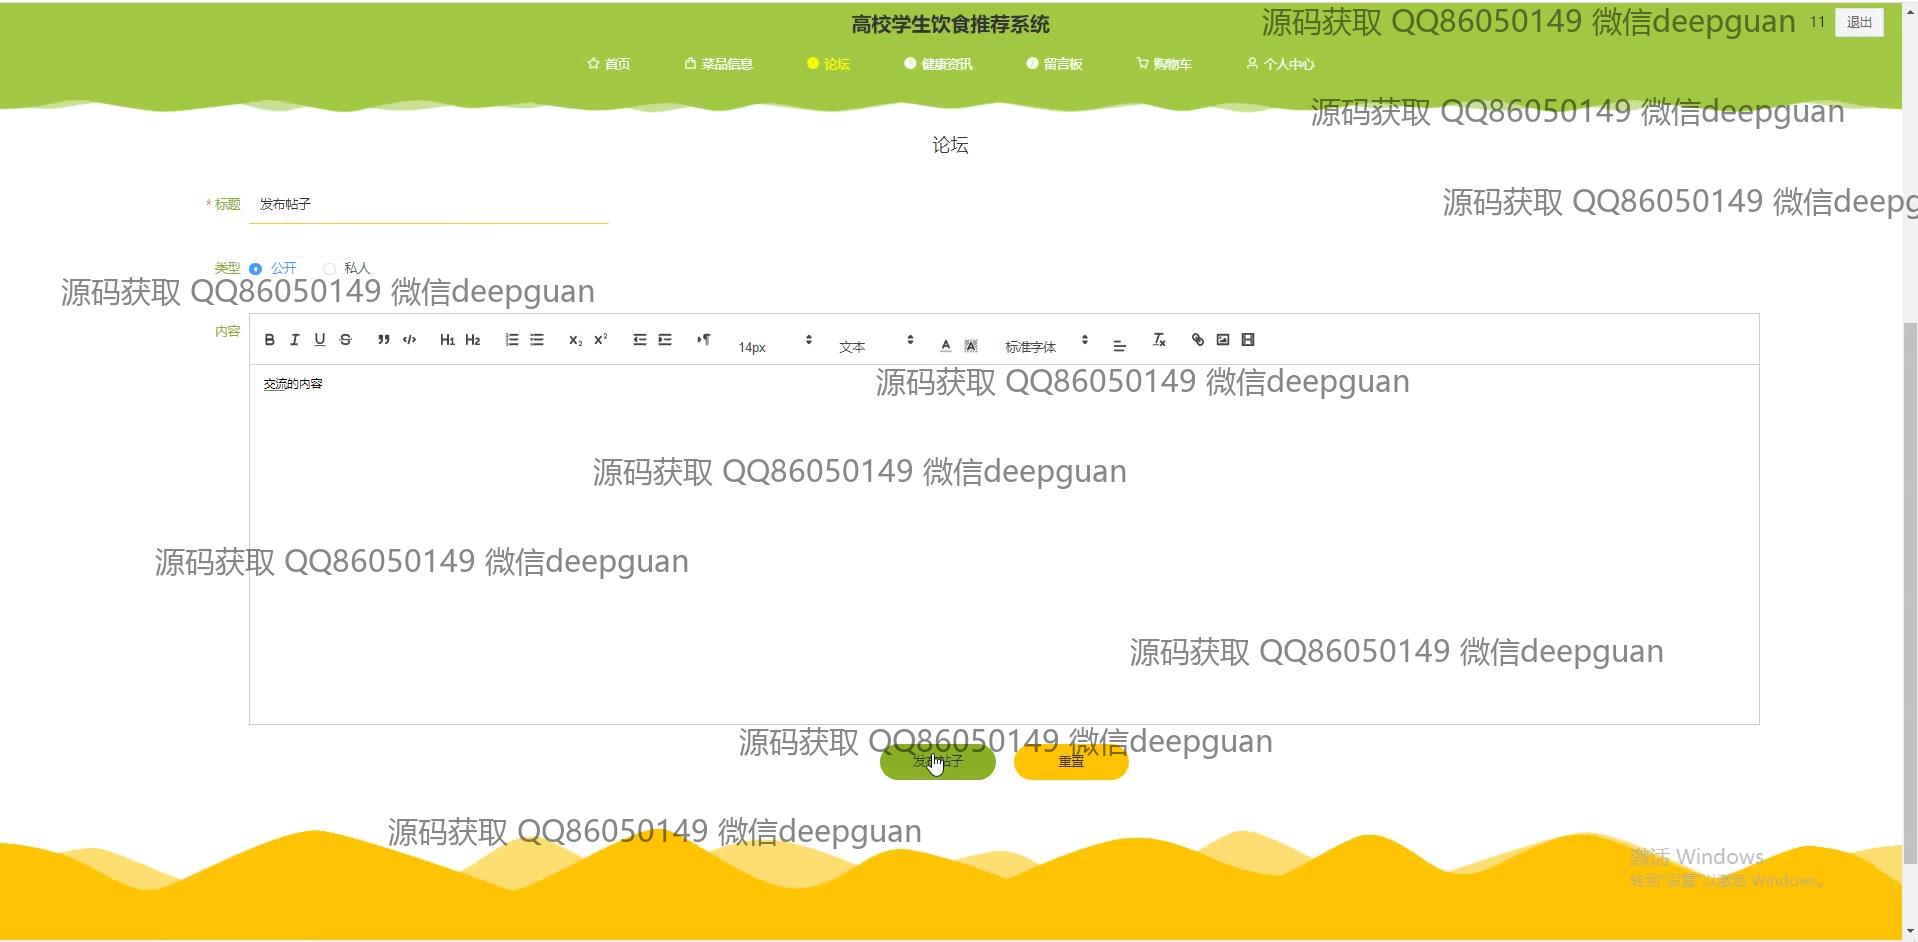 高校学生饮食推荐系统
源码获取 QQ86050149 微信deepguan
11 退出
首页 菜品信息 论坛 健康资讯 留言板 购物车 个人中心
源码获取 QQ86050149 微信deepguan
论坛
源码获取 QQ86050149 微信deepg
* 标题 发布帖子
类型 公开 私人
源码获取 QQ86050149 微信deepguan
内容
B I U S H1 H2 X2 X2 14px 文本 A A 标准字体 Tx
交流的内容
源码获取 QQ86050149 微信deepguan
源码获取 QQ86050149 微信deepguan
源码获取 QQ86050149 微信deepguan
源码获取 QQ86050149 微信deepguan
源码获取 QQ86050149 微信deepguan
发布帖子 重置
源码获取 QQ86050149 微信deepguan
激活 Windows
转到"设置"以激活 Windows。